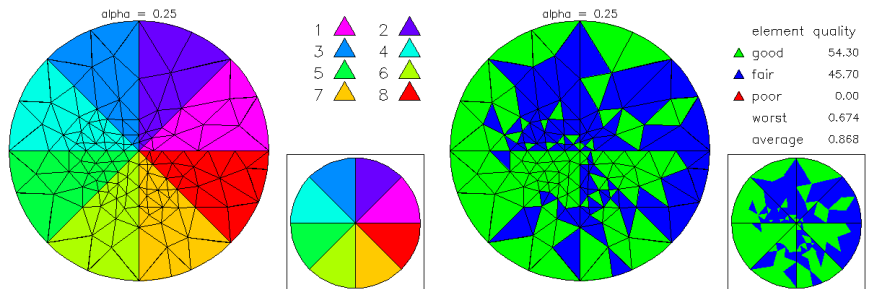 alpha = 0.25
1 2
3 4
5 6
7 8
alpha = 0.25
element quality
good 54.30
fair 45.70
poor 0.00
worst 0.674
average 0.868